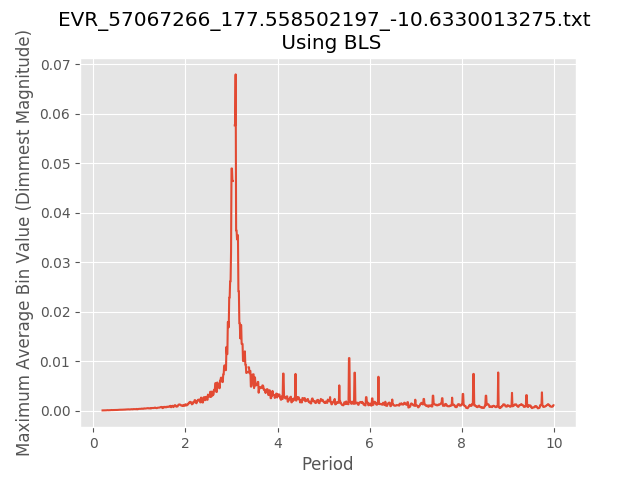 EVR_57067266_177.558502197_-10.6330013275.txt
Using BLS
Maximum Average Bin Value (Dimmest Magnitude)
0.07
0.06
0.05
0.04
0.03
0.02
0.01
0.00
0 2 4 6 8 10
Period